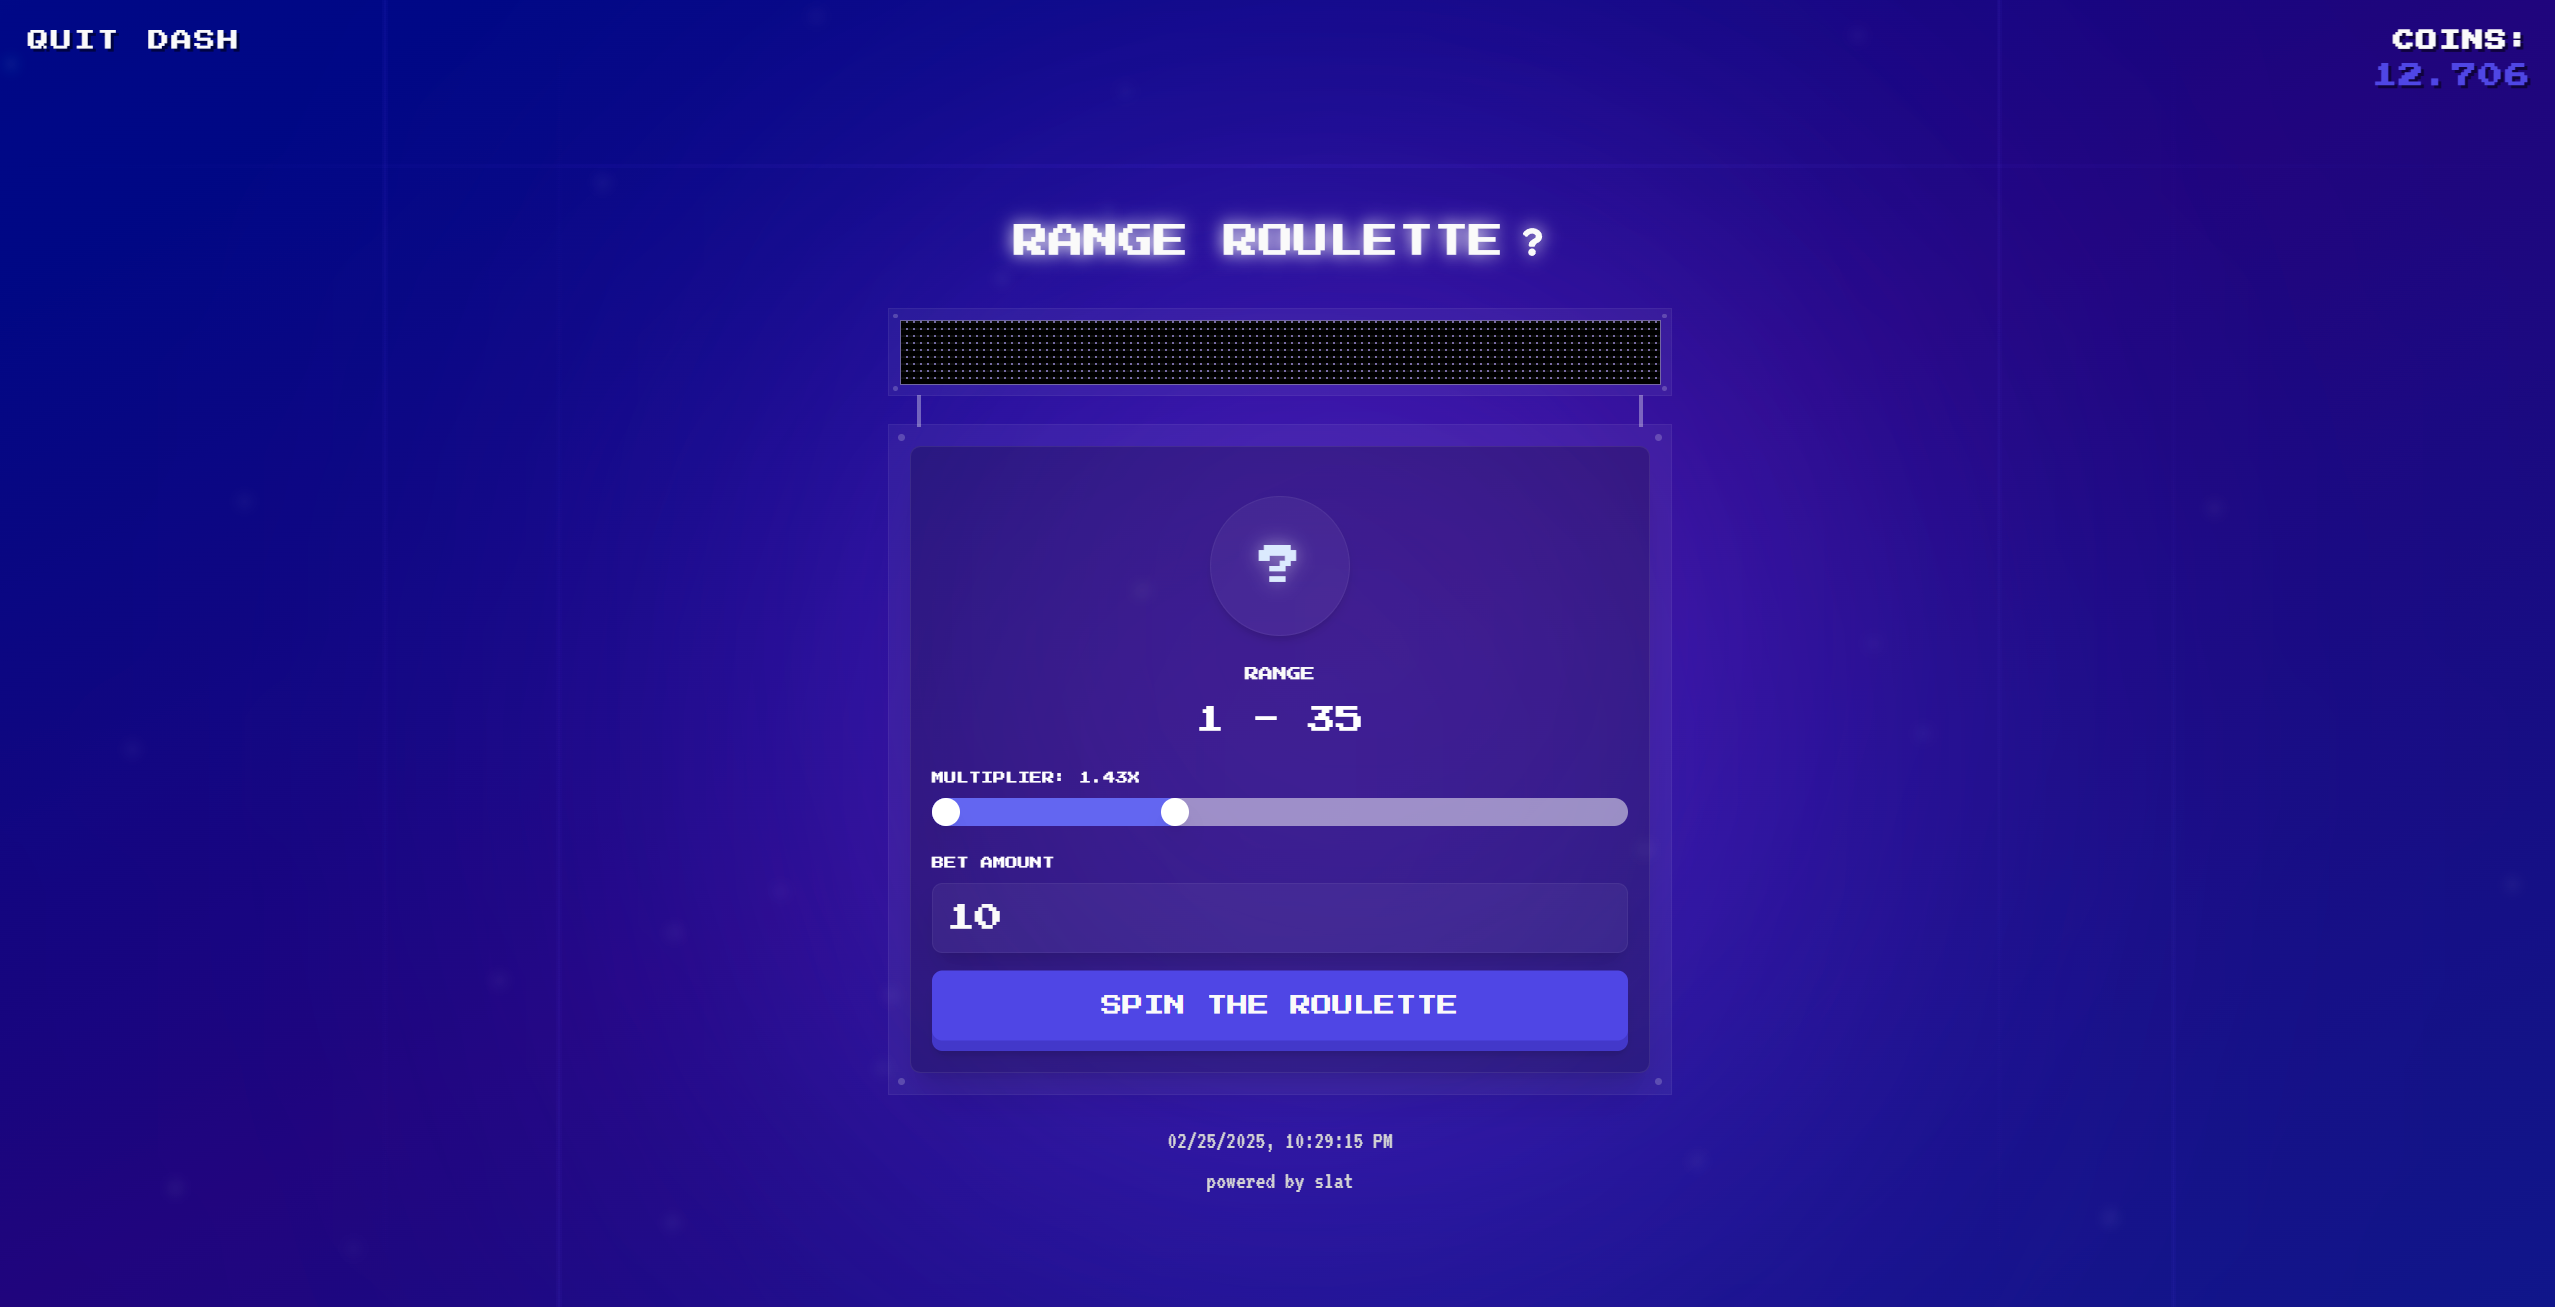 QUIT DASH
COINS:
12.706
RANGE ROULETTE ?
?
RANGE
1 - 35
MULTIPLIER: 1.43X
BET AMOUNT
10
SPIN THE ROULETTE
02/25/2025, 10:29:15 PM
powered by slat